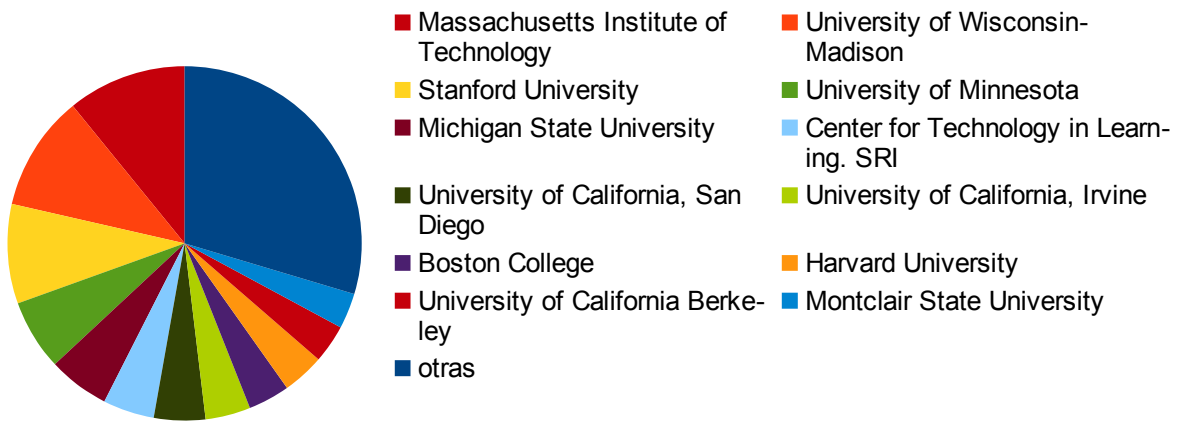 Massachusetts Institute of
Technology
University of Wisconsin-
Madison
Stanford University
University of Minnesota
Michigan State University
Center for Technology in Learn-
ing. SRI
University of California, San
Diego
University of California, Irvine
Boston College
Harvard University
University of California Berke-
ley
Montclair State University
otras